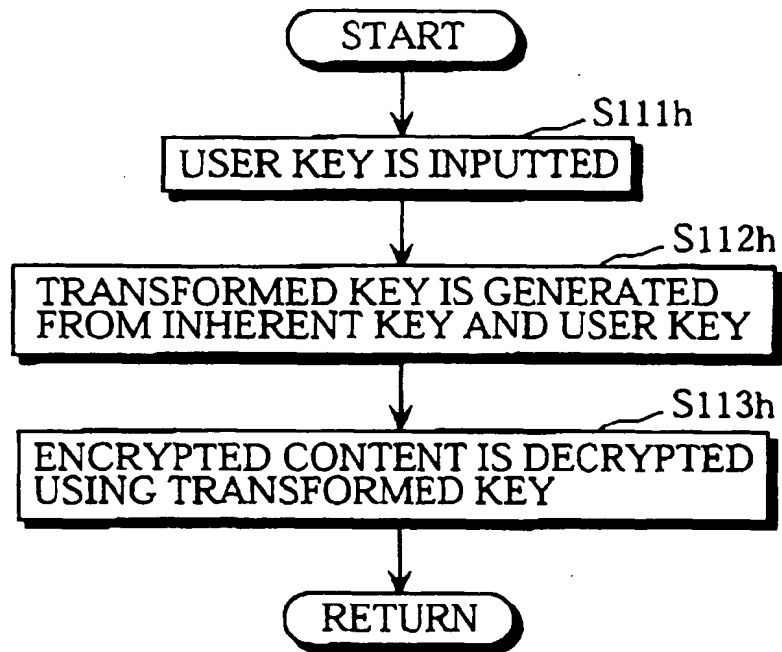 START
S111h
USER KEY IS INPUTTED
S112h
TRANSFORMED KEY IS GENERATED
FROM INHERENT KEY AND USER KEY
S113h
ENCRYPTED CONTENT IS DECRYPTED
USING TRANSFORMED KEY
RETURN